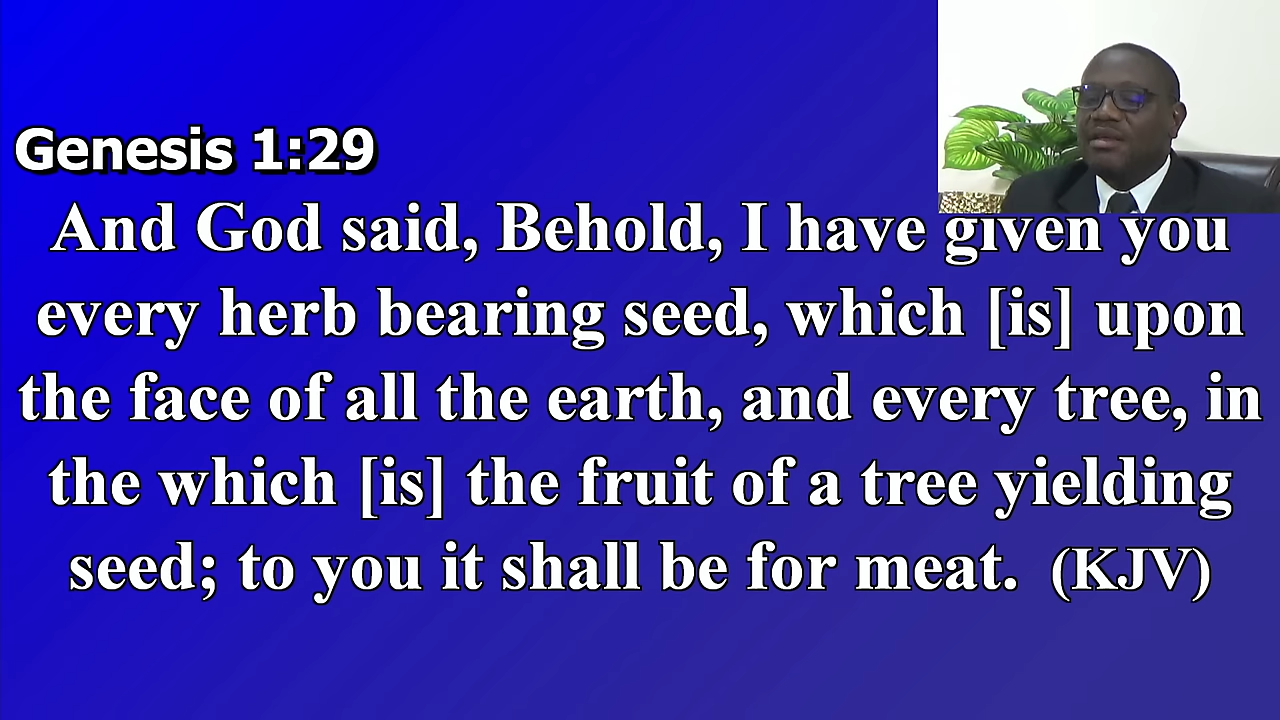 Genesis 1:29
And God said, Behold, I have given you
every herb bearing seed, which [is] upon
the face of all the earth, and every tree, in
the which [is] the fruit of a tree yielding
seed; to you it shall be for meat. (KJV)